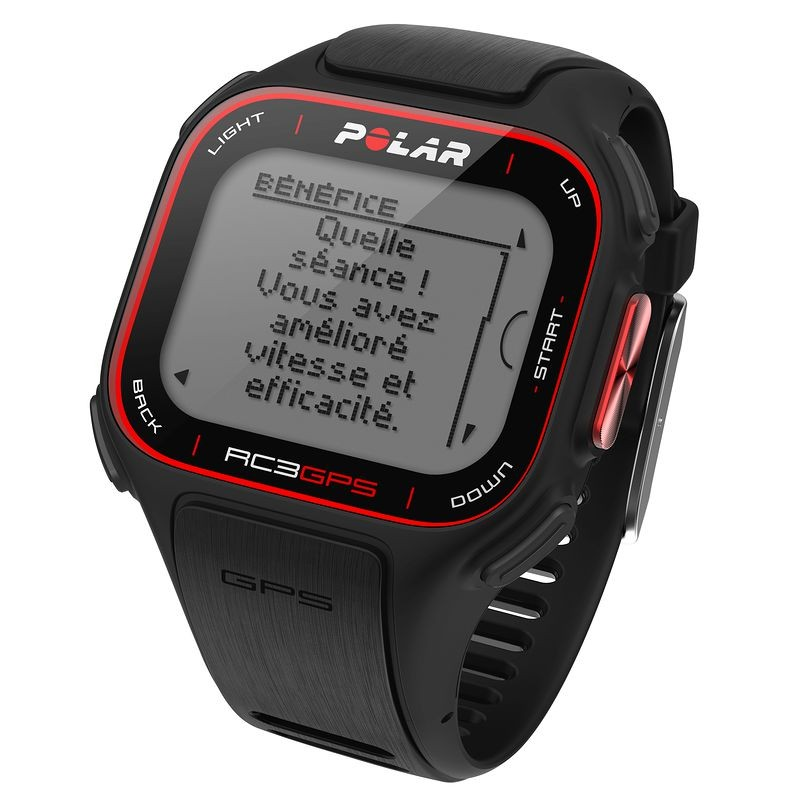 LIGHT
POLAR
UP
BÉNÉFICE
Quelle
séance !
Vous avez
amélioré
vitesse et
efficacité.
- START -
BACK
RC3GPS
DOWN
GPS